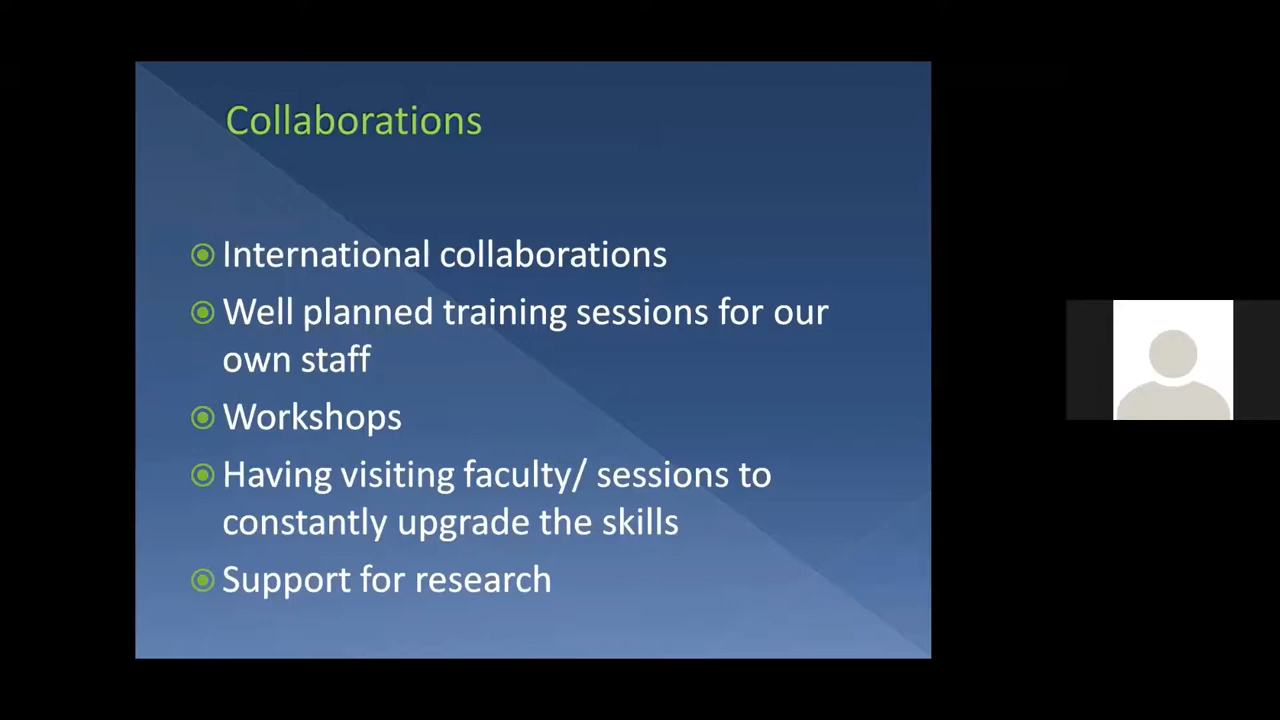 Collaborations
International collaborations
Well planned training sessions for our
own staff
Workshops
Having visiting faculty/ sessions to
constantly upgrade the skills
Support for research